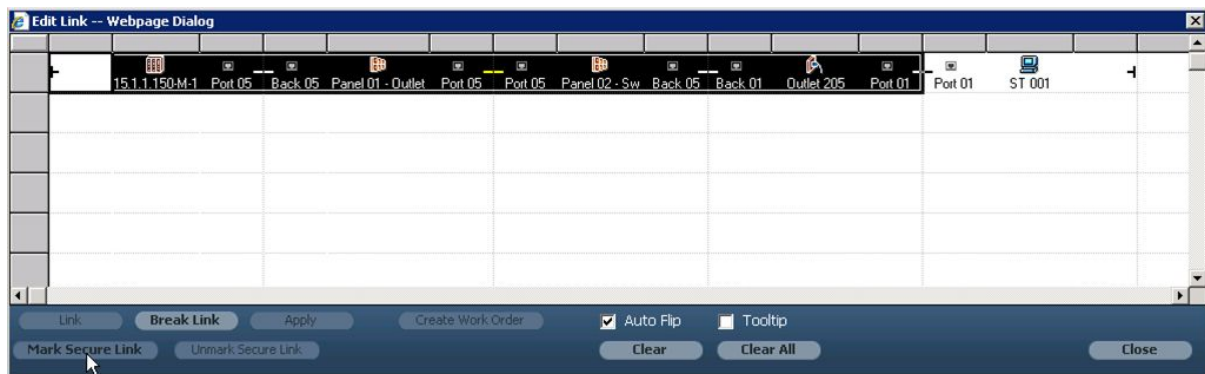 Edit Link -- Webpage Dialog
15.1.1.150-M-1 Port 05 Back 05 Panel 01 - Outlet Port 05 Port 05 Panel 02 - Sw Back 05 Back 01 Outlet 205 Port 01 Port 01 ST 001
Link Break Link Apply Create Work Order Auto Flip Tooltip
Mark Secure Link Unmark Secure Link Clear Clear All Close